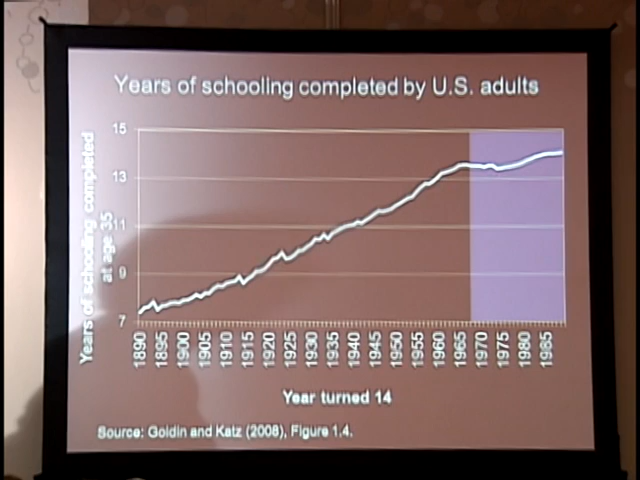 Years of schooling completed by U.S. adults
Years of schooling completed
at age 35
15
13
11
9
7
1890 1895 1900 1905 1910 1915 1920 1925 1930 1935 1940 1945 1950 1955 1960 1965 1970 1975 1980 1985
Year turned 14
Source: Goldin and Katz (2008), Figure 1.4.